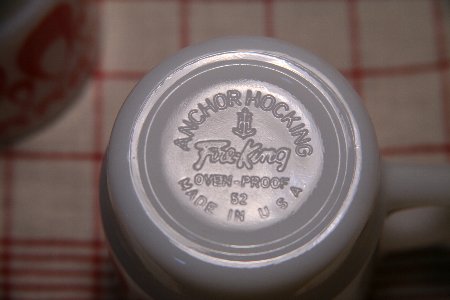 ANCHOR HOCKING
Fire-King
OVEN-PROOF
52
MADE IN U S A